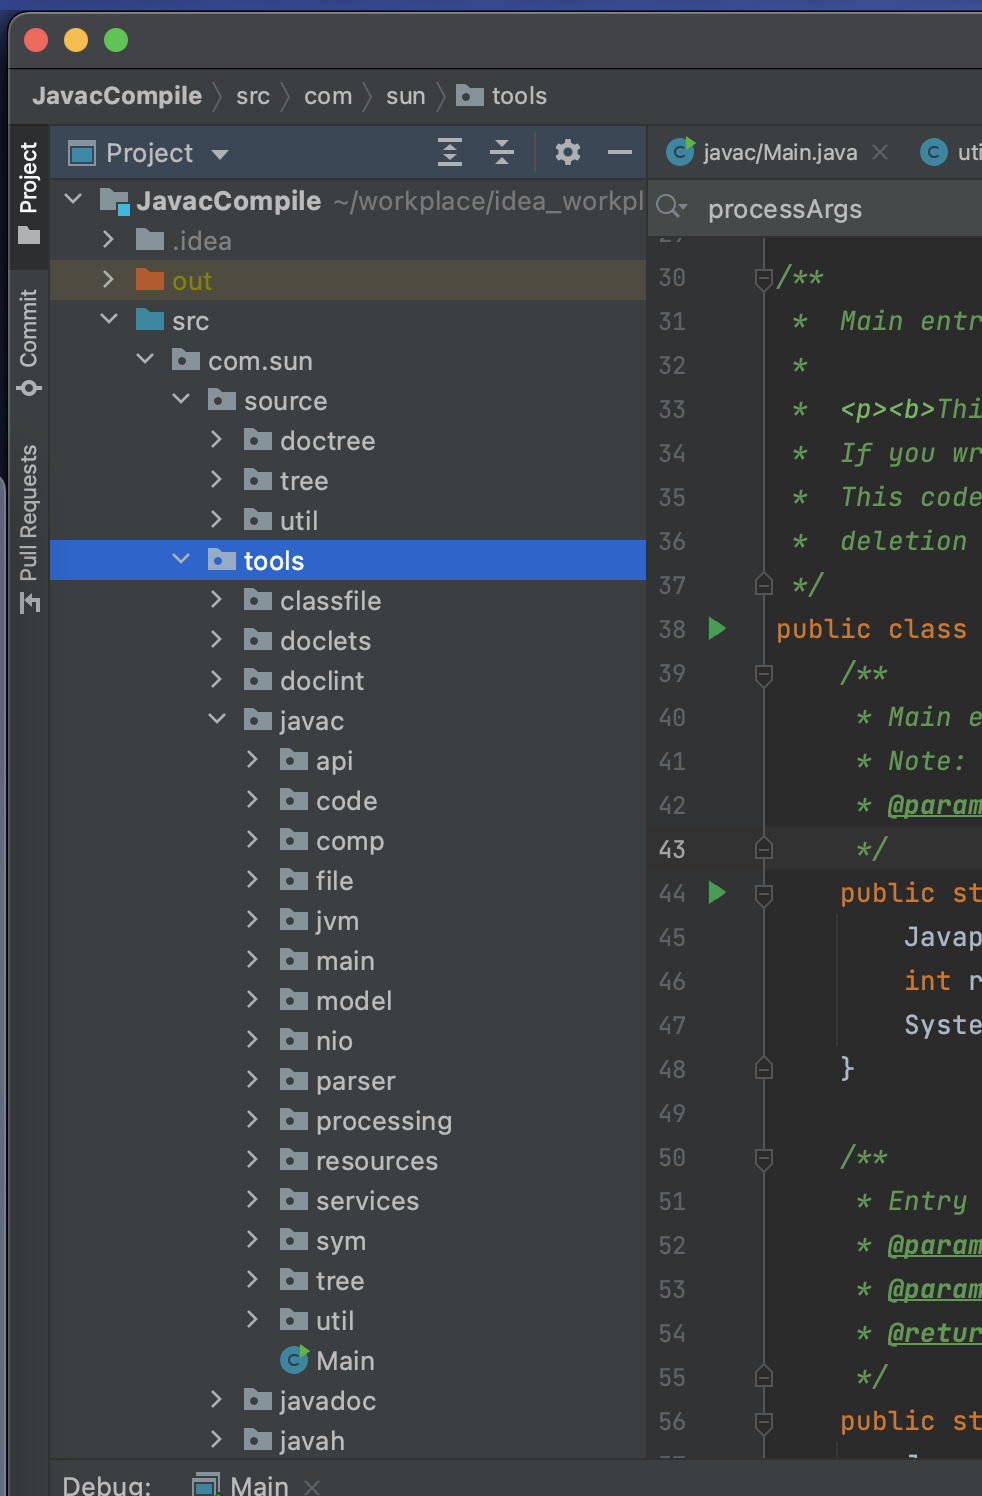 JavacCompile src com sun tools
Project
javac/Main.java
uti
Project
Commit
Pull Requests
JavacCompile ~/workplace/idea_workpl
.idea
out
src
com.sun
source
doctree
tree
util
tools
classfile
doclets
doclint
javac
api
code
comp
file
jvm
main
model
nio
parser
processing
resources
services
sym
tree
util
Main
javadoc
javah
processArgs
30 /**
31 * Main entr
32 *
33 * <p><b>Thi
34 * If you wr
35 * This code
36 * deletion
37 */
38 public class
39 /**
40 * Main e
41 * Note:
42 * @param
43 */
44 public st
45 Javap
46 int r
47 Syste
48 }
49
50 /**
51 * Entry
52 * @param
53 * @param
54 * @retur
55 */
56 public st
Debug: Main